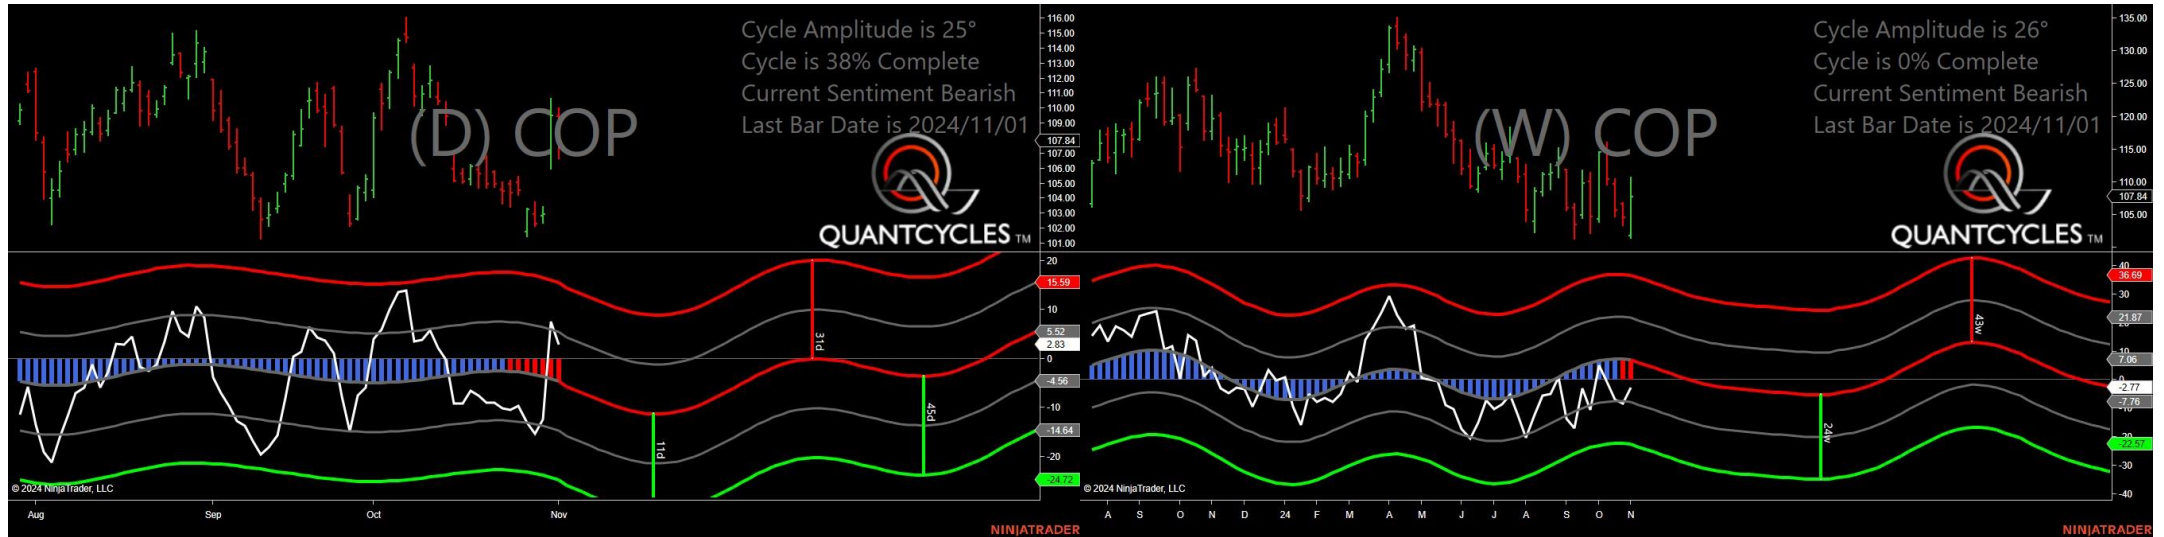 Cycle Amplitude is 25°
Cycle is 38% Complete
Current Sentiment Bearish
Last Bar Date is 2024/11/01
(D) COP
QUANTCYCLES TM
116.00
115.00
114.00
113.00
112.00
111.00
110.00
109.00
107.84
107.00
106.00
105.00
104.00
103.00
102.00
101.00
20
15.59
10
5.52
2.83
0
-4.56
-10
-14.64
-20
-24.72
11d
31d
45d
© 2024 NinjaTrader, LLC
Aug Sep Oct Nov
NINJATRADER
Cycle Amplitude is 26°
Cycle is 0% Complete
Current Sentiment Bearish
Last Bar Date is 2024/11/01
(W) COP
QUANTCYCLES TM
135.00
130.00
125.00
120.00
115.00
110.00
107.84
105.00
40
36.69
30
21.87
20
10
7.06
0
-2.77
-7.76
-10
-20
-22.57
-30
-40
24w
43w
© 2024 NinjaTrader, LLC
A S O N D 24 F M A M J J A S O N
NINJATRADER